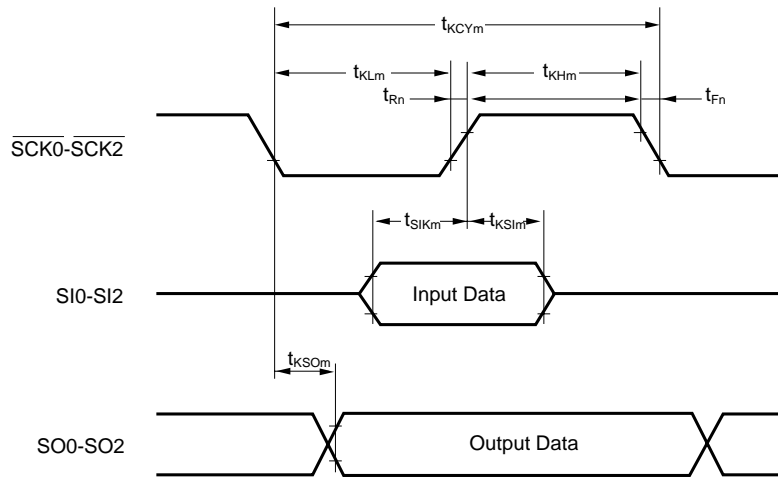 tKCYm
tKLm tKHm
tRn tFn
SCK0-SCK2
tSIKm tKSIm
SI0-SI2 Input Data
tKSOm
SO0-SO2 Output Data